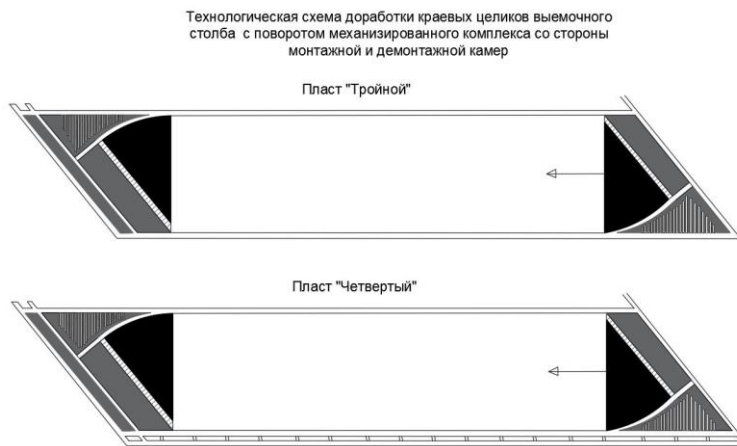 Технологическая схема доработки краевых целиков выемочного
столба с поворотом механизированного комплекса со стороны
монтажной и демонтажной камер
Пласт "Тройной"
Пласт "Четвертый"